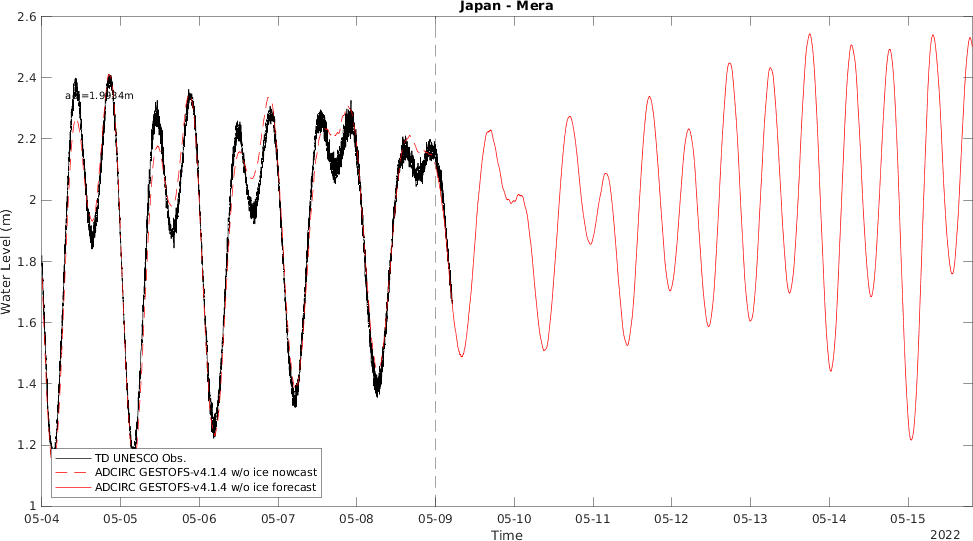 Japan - Mera
2.6
2.4
2.2
2
1.8
1.6
1.4
1.2
1
Water Level (m)
TD UNESCO Obs.
ADCIRC GESTOFS-v4.1.4 w/o ice nowcast
ADCIRC GESTOFS-v4.1.4 w/o ice forecast
05-04 05-05 05-06 05-07 05-08 05-09 05-10 05-11 05-12 05-13 05-14 05-15
Time
2022